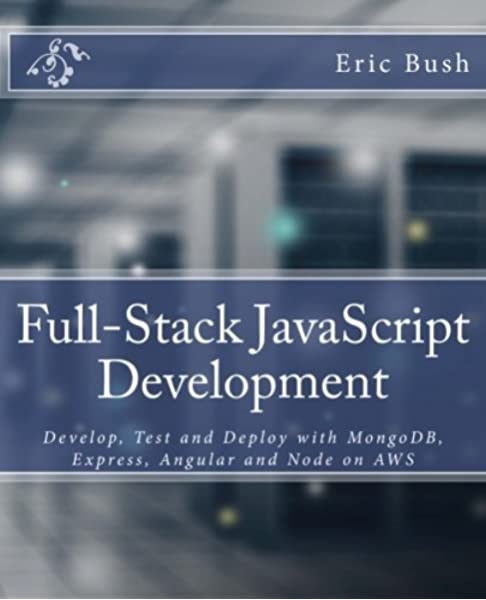 Eric Bush
Full-Stack JavaScript
Development
Develop, Test and Deploy with MongoDB,
Express, Angular and Node on AWS